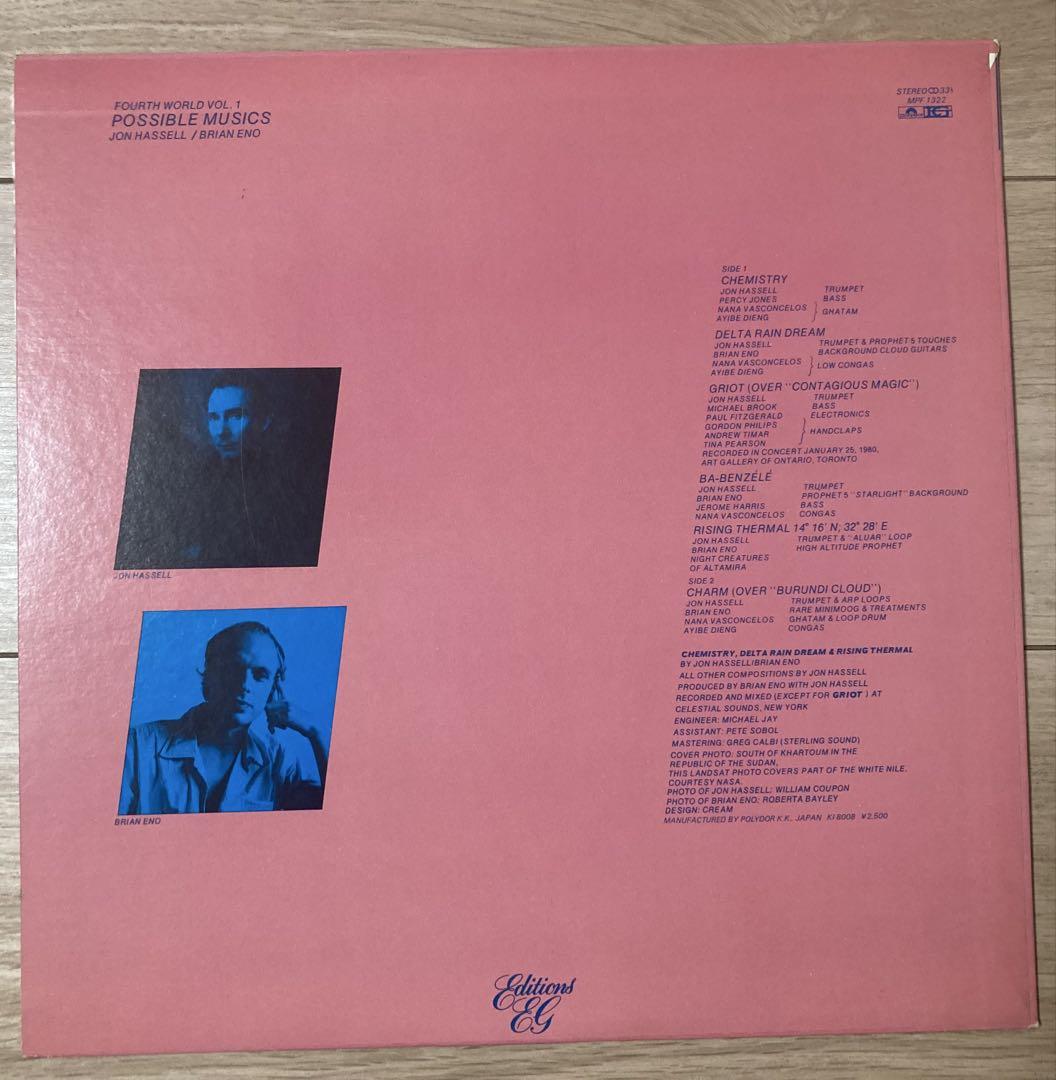 FOURTH WORLD VOL. 1
POSSIBLE MUSICS
JON HASSELL / BRIAN ENO
STEREO 33⅓
MPF 1322
JON HASSELL
BRIAN ENO
SIDE 1
CHEMISTRY
JON HASSELL TRUMPET
PERCY JONES BASS
NANA VASCONCELOS } GHATAM
AYIBE DIENG
DELTA RAIN DREAM
JON HASSELL TRUMPET & PROPHET 5 TOUCHES
BRIAN ENO BACKGROUND CLOUD GUITARS
NANA VASCONCELOS } LOW CONGAS
AYIBE DIENG
GRIOT (OVER "CONTAGIOUS MAGIC")
JON HASSELL TRUMPET
MICHAEL BROOK BASS
PAUL FITZGERALD ELECTRONICS
GORDON PHILIPS
ANDREW TIMAR } HANDCLAPS
TINA PEARSON
RECORDED IN CONCERT JANUARY 25, 1980,
ART GALLERY OF ONTARIO, TORONTO
BA-BENZÉLÉ
JON HASSELL TRUMPET
BRIAN ENO PROPHET 5 "STARLIGHT" BACKGROUND
JEROME HARRIS BASS
NANA VASCONCELOS CONGAS
RISING THERMAL 14° 16' N; 32° 28' E
JON HASSELL TRUMPET & "ALUAR" LOOP
BRIAN ENO HIGH ALTITUDE PROPHET
NIGHT CREATURES
OF ALTAMIRA
SIDE 2
CHARM (OVER "BURUNDI CLOUD")
JON HASSELL TRUMPET & ARP LOOPS
BRIAN ENO RARE MINIMOOG & TREATMENTS
NANA VASCONCELOS GHATAM & LOOP DRUM
AYIBE DIENG CONGAS
CHEMISTRY, DELTA RAIN DREAM & RISING THERMAL
BY JON HASSELL/BRIAN ENO
ALL OTHER COMPOSITIONS BY JON HASSELL
PRODUCED BY BRIAN ENO WITH JON HASSELL
RECORDED AND MIXED (EXCEPT FOR GRIOT ) AT
CELESTIAL SOUNDS, NEW YORK
ENGINEER: MICHAEL JAY
ASSISTANT: PETE SOBOL
MASTERING: GREG CALBI (STERLING SOUND)
COVER PHOTO: SOUTH OF KHARTOUM IN THE
REPUBLIC OF THE SUDAN,
THIS LANDSAT PHOTO COVERS PART OF THE WHITE NILE.
COURTESY NASA.
PHOTO OF JON HASSELL: WILLIAM COUPON
PHOTO OF BRIAN ENO: ROBERTA BAYLEY
DESIGN: CREAM
MANUFACTURED BY POLYDOR K.K., JAPAN KI 8008 ¥2,500
Editions
EG